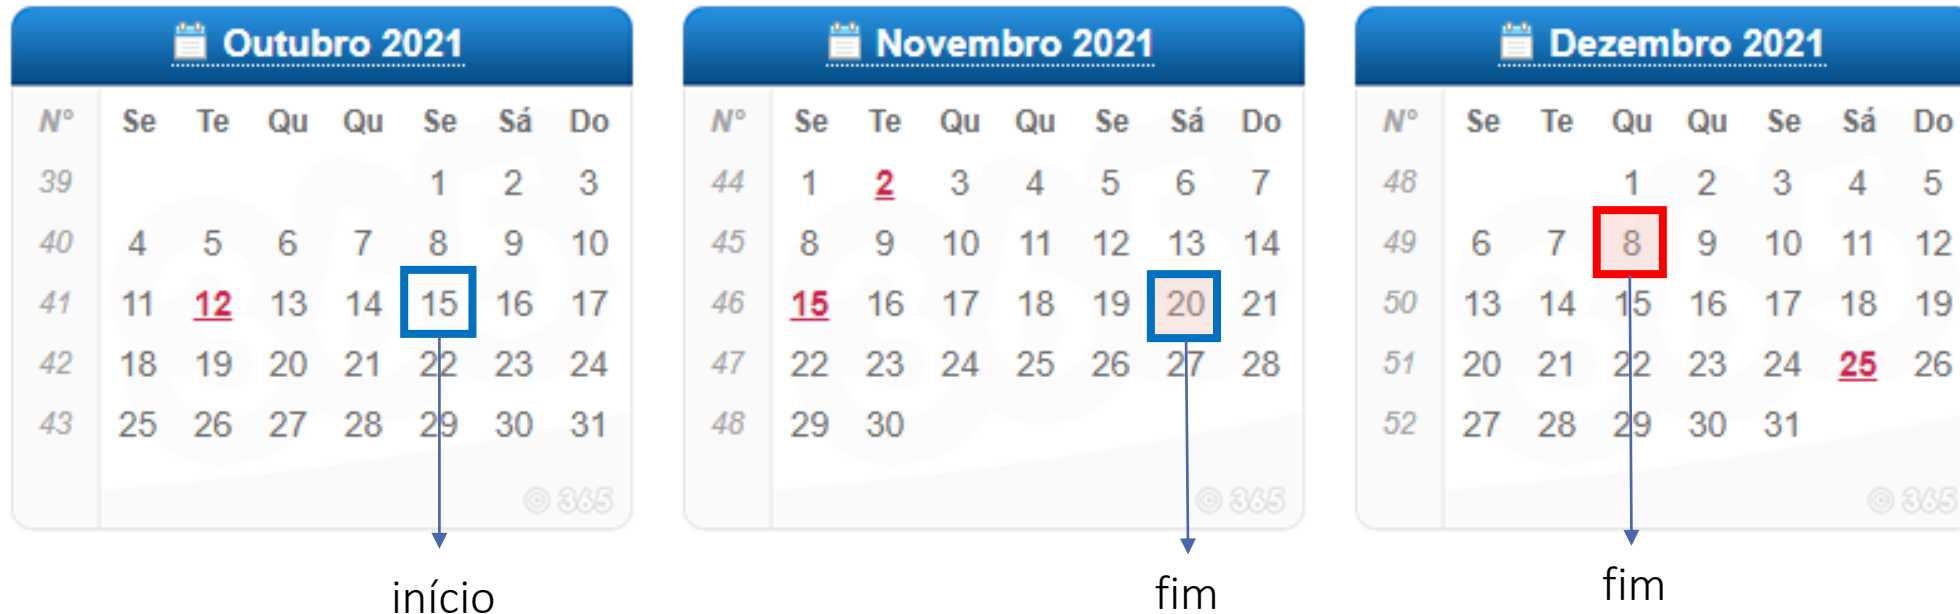 Outubro 2021
N° Se Te Qu Qu Se Sá Do
39 1 2 3
40 4 5 6 7 8 9 10
41 11 12 13 14 15 16 17
42 18 19 20 21 22 23 24
43 25 26 27 28 29 30 31
365
início
Novembro 2021
N° Se Te Qu Qu Se Sá Do
44 1 2 3 4 5 6 7
45 8 9 10 11 12 13 14
46 15 16 17 18 19 20 21
47 22 23 24 25 26 27 28
48 29 30
365
fim
Dezembro 2021
N° Se Te Qu Qu Se Sá Do
48 1 2 3 4 5
49 6 7 8 9 10 11 12
50 13 14 15 16 17 18 19
51 20 21 22 23 24 25 26
52 27 28 29 30 31
365
fim